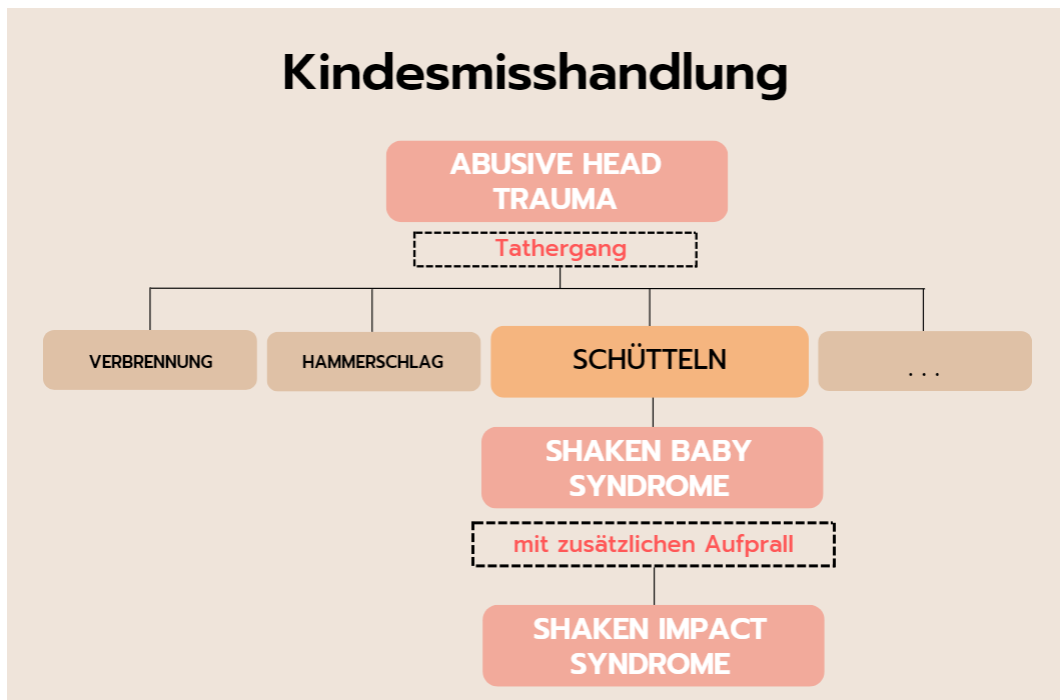 Kindesmisshandlung
ABUSIVE HEAD
TRAUMA
Tathergang
VERBRENNUNG
HAMMERSCHLAG
SCHÜTTELN
. . .
SHAKEN BABY
SYNDROME
mit zusätzlichen Aufprall
SHAKEN IMPACT
SYNDROME